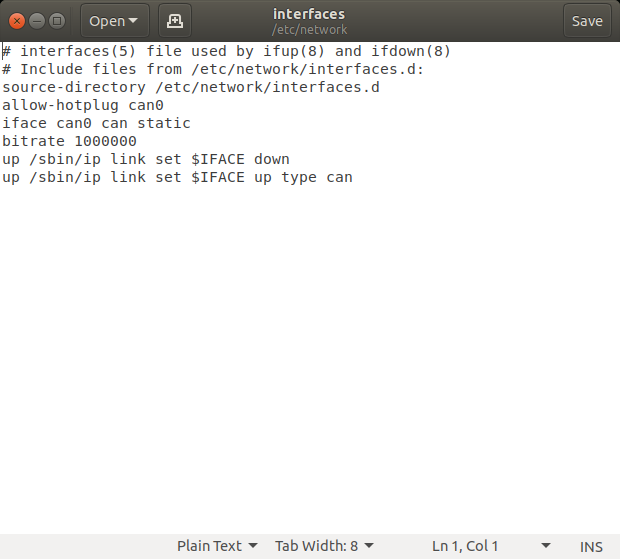 Open
interfaces
/etc/network
Save
# interfaces(5) file used by ifup(8) and ifdown(8)
# Include files from /etc/network/interfaces.d:
source-directory /etc/network/interfaces.d
allow-hotplug can0
iface can0 can static
bitrate 1000000
up /sbin/ip link set $IFACE down
up /sbin/ip link set $IFACE up type can
Plain Text Tab Width: 8 Ln 1, Col 1 INS